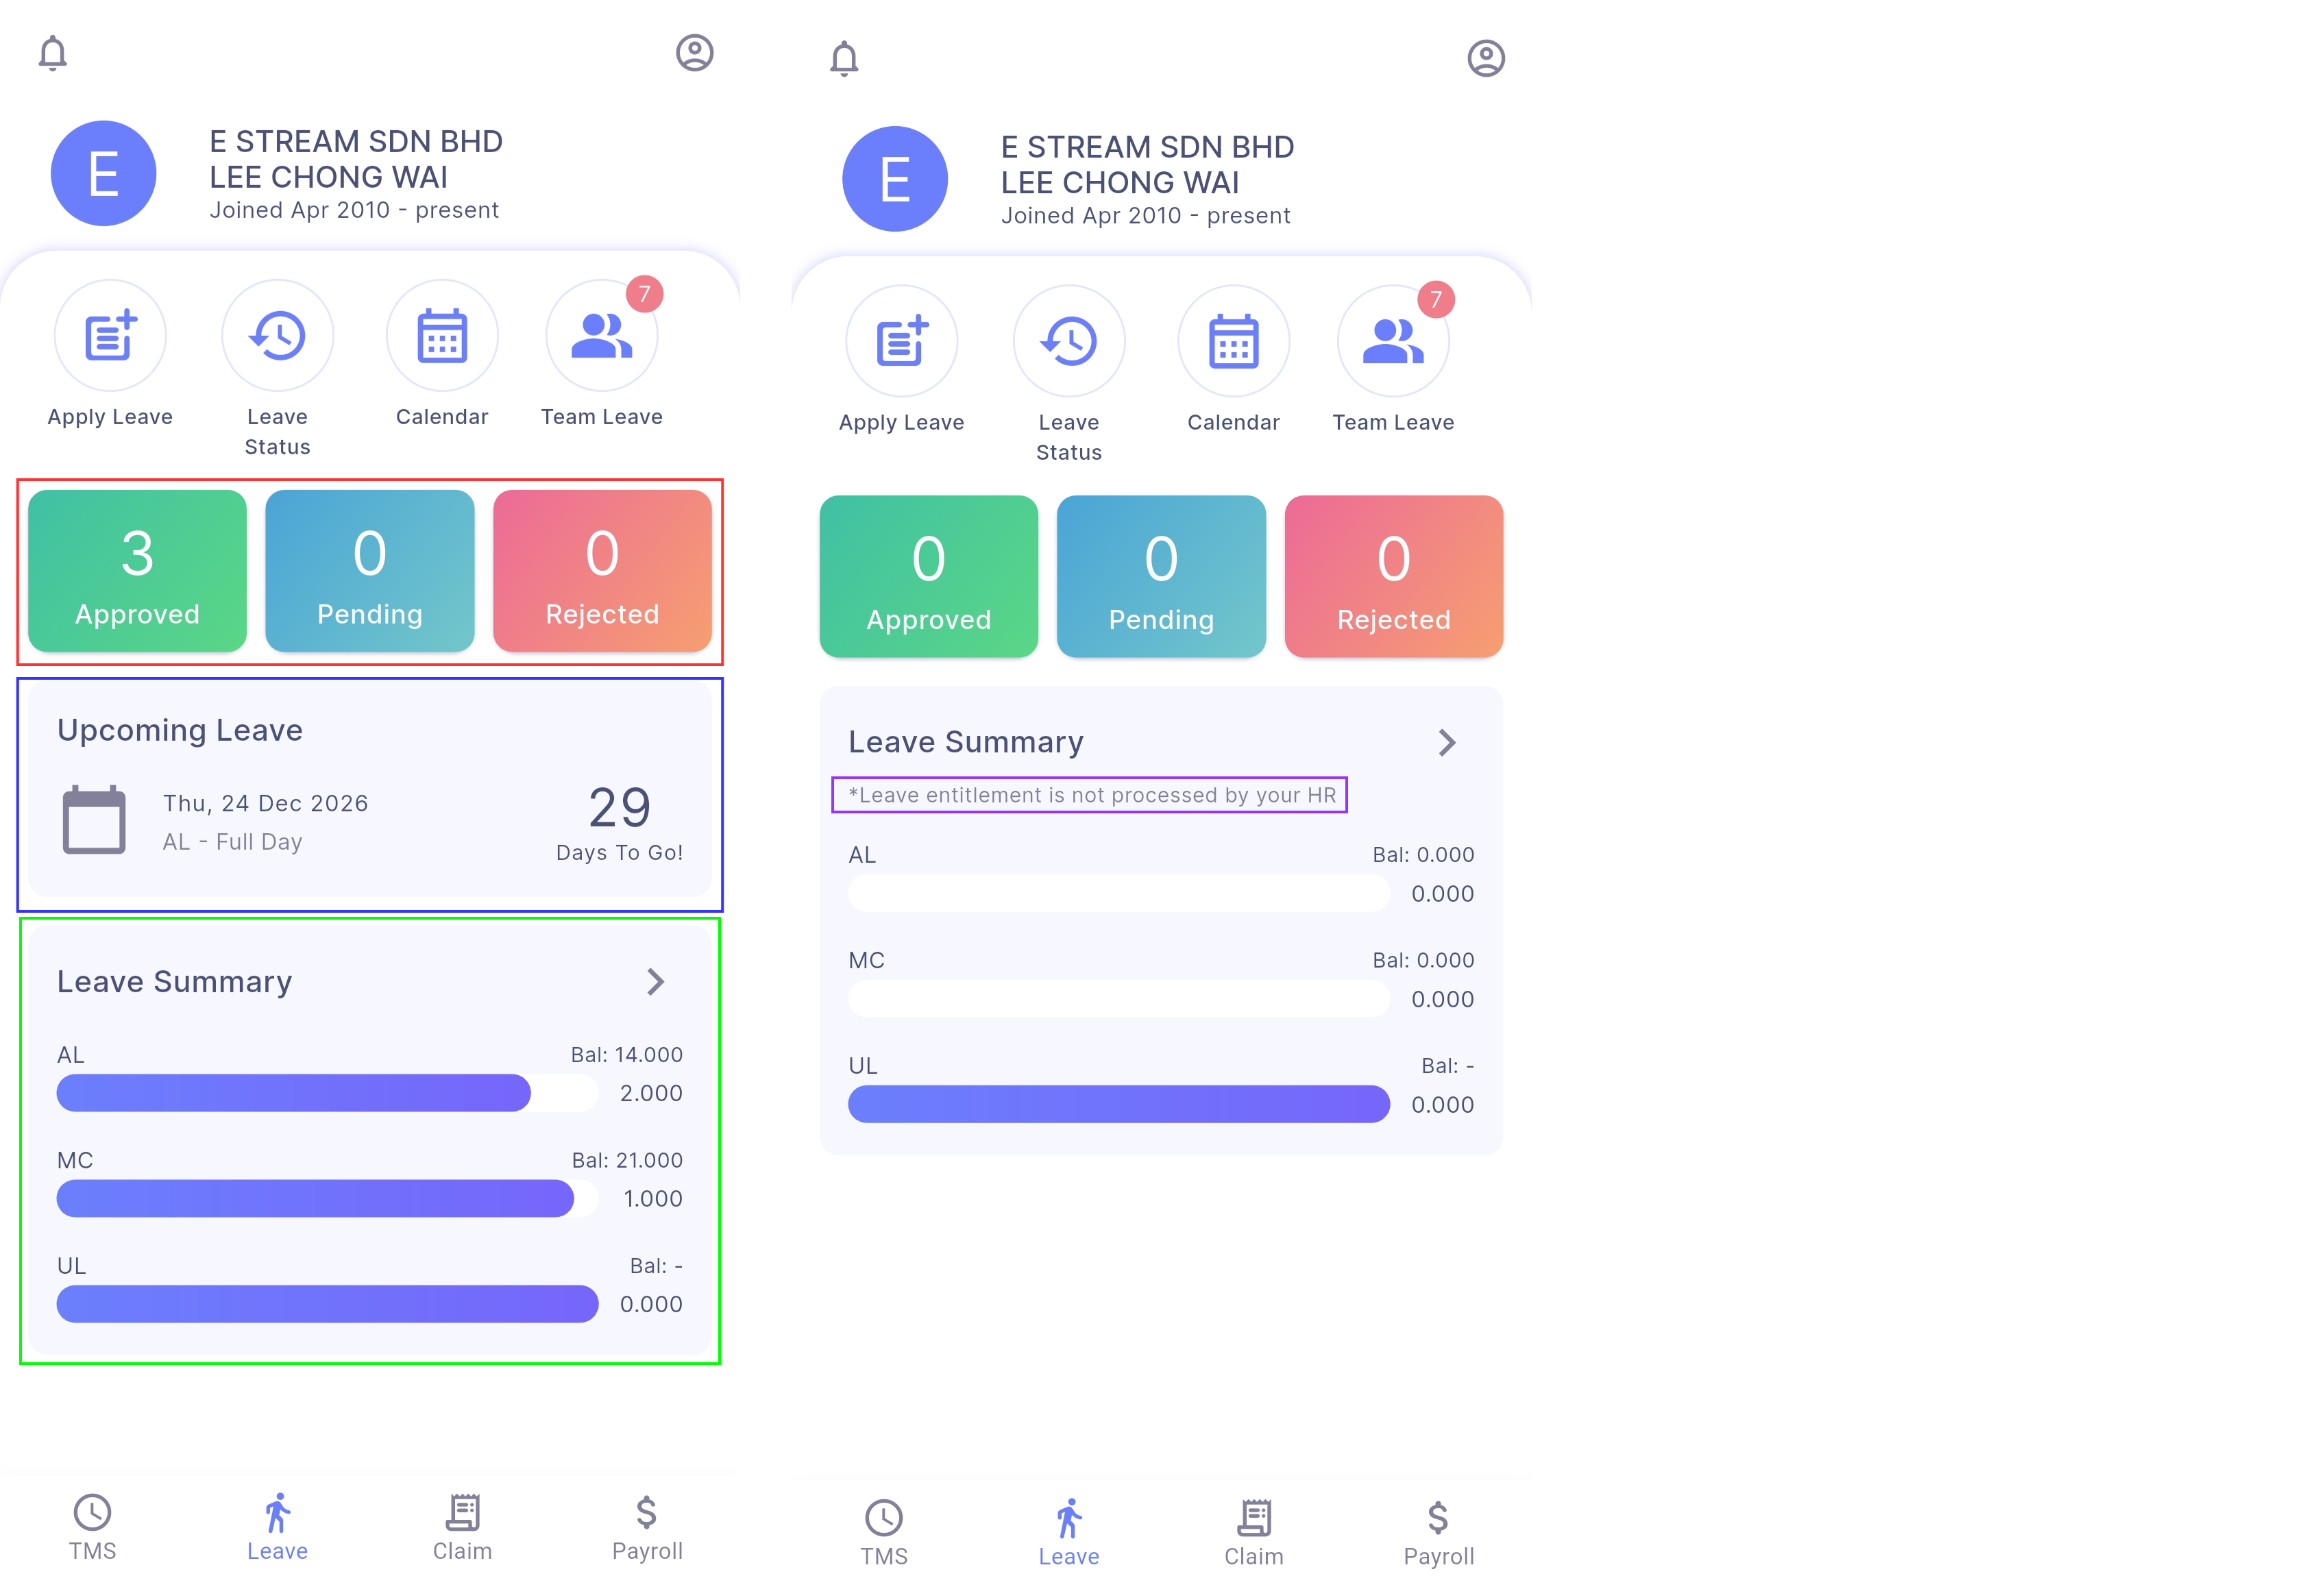 E
E STREAM SDN BHD
LEE CHONG WAI
Joined Apr 2010 - present
7
Apply Leave
Leave
Status
Calendar
Team Leave
3
Approved
0
Pending
0
Rejected
Upcoming Leave
Thu, 24 Dec 2026
AL - Full Day
29
Days To Go!
Leave Summary
AL
Bal: 14.000
2.000
MC
Bal: 21.000
1.000
UL
Bal: -
0.000
TMS
Leave
Claim
Payroll
E
E STREAM SDN BHD
LEE CHONG WAI
Joined Apr 2010 - present
7
Apply Leave
Leave
Status
Calendar
Team Leave
0
Approved
0
Pending
0
Rejected
Leave Summary
*Leave entitlement is not processed by your HR
AL
Bal: 0.000
0.000
MC
Bal: 0.000
0.000
UL
Bal: -
0.000
TMS
Leave
Claim
Payroll